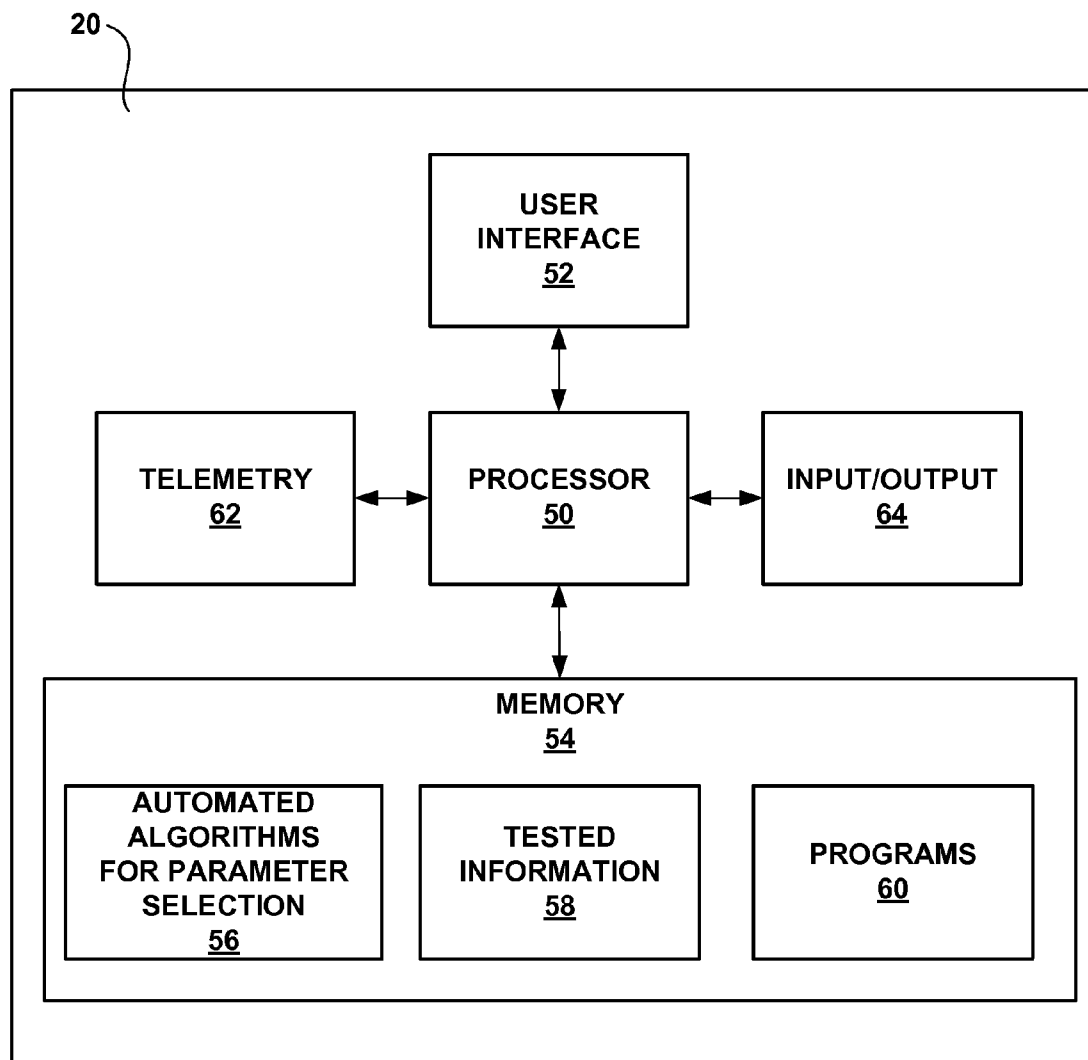 20
USER
INTERFACE
52
TELEMETRY
62
PROCESSOR
50
INPUT/OUTPUT
64
MEMORY
54
AUTOMATED
ALGORITHMS
FOR PARAMETER
SELECTION
56
TESTED
INFORMATION
58
PROGRAMS
60